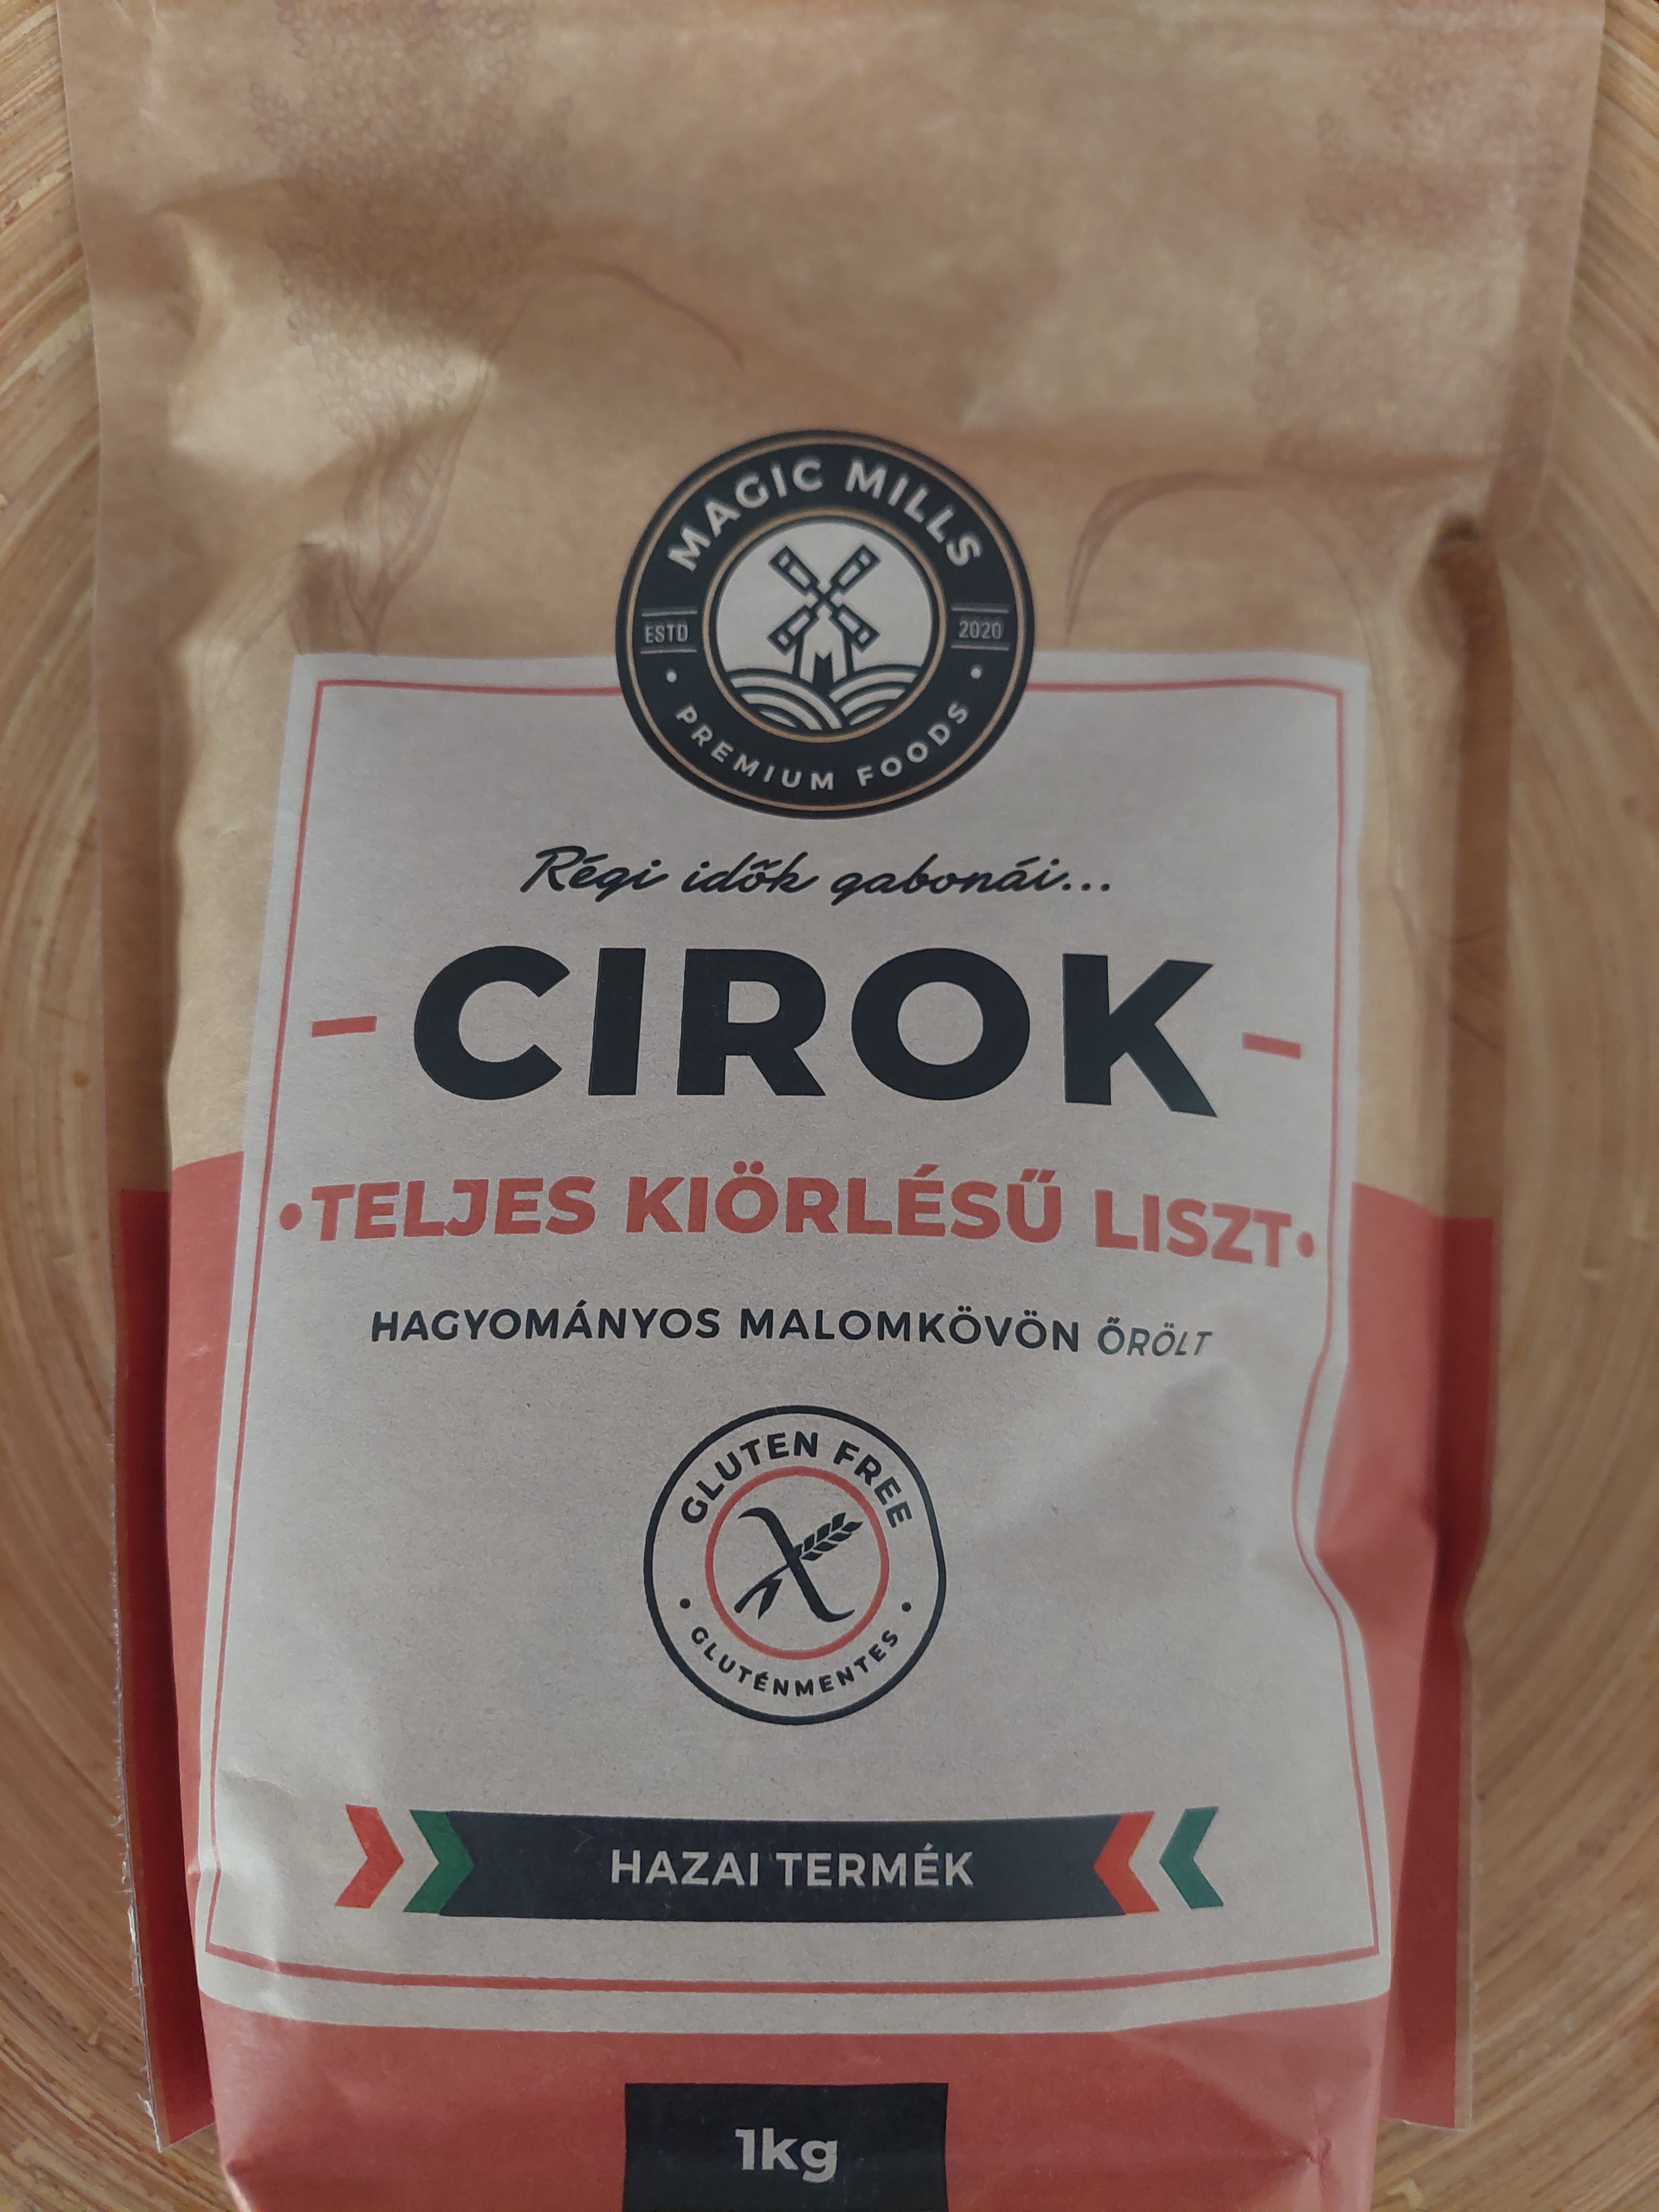 MAGIC MILLS
ESTD 2020
PREMIUM FOODS
Régi idők gabonái...
CIROK
TELJES KIÖRLÉSŰ LISZT
HAGYOMÁNYOS MALOMKÖVÖN ŐRÖLT
GLUTEN FREE
GLUTÉNMENTES
HAZAI TERMÉK
1kg